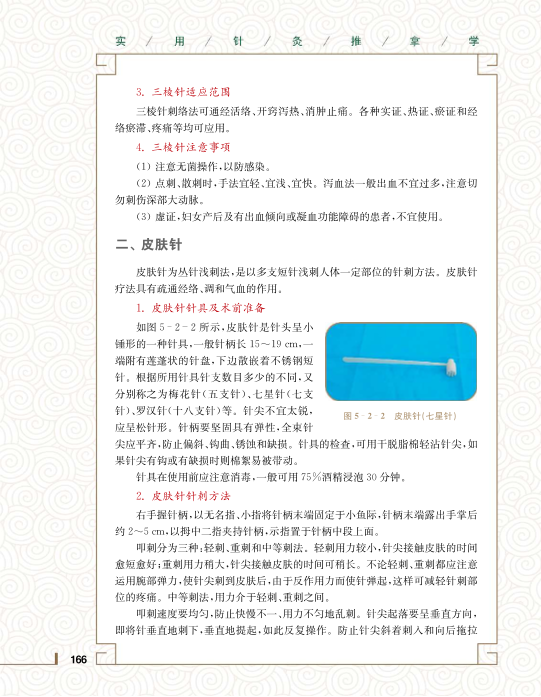 实 / 用 / 针 / 灸 / 推 / 拿 / 学
3. 三棱针适应范围
三棱针刺络法可通经活络、开窍泻热、消肿止痛。各种实证、热证、瘀证和经
络瘀滞、疼痛等均可应用。
4. 三棱针注意事项
(1) 注意无菌操作,以防感染。
(2) 点刺、散刺时,手法宜轻、宜浅、宜快。泻血法一般出血不宜过多,注意切
勿刺伤深部大动脉。
(3) 虚证,妇女产后及有出血倾向或凝血功能障碍的患者,不宜使用。
二、皮肤针
皮肤针为丛针浅刺法,是以多支短针浅刺人体一定部位的针刺方法。皮肤针
疗法具有疏通经络、调和气血的作用。
1. 皮肤针针具及术前准备
如图 5-2-2 所示,皮肤针是针头呈小
锤形的一种针具,一般针柄长 15～19 cm,一
端附有莲蓬状的针盘,下边散嵌着不锈钢短
针。根据所用针具针支数目多少的不同,又
分别称之为梅花针(五支针)、七星针(七支
针)、罗汉针(十八支针)等。针尖不宜太锐,
应呈松针形。针柄要坚固具有弹性,全束针
尖应平齐,防止偏斜、钩曲、锈蚀和缺损。针具的检查,可用干脱脂棉轻沾针尖,如
果针尖有钩或有缺损时则棉絮易被带动。
图 5-2-2 皮肤针(七星针)
针具在使用前应注意消毒,一般可用 75%酒精浸泡 30 分钟。
2. 皮肤针针刺方法
右手握针柄,以无名指、小指将针柄末端固定于小鱼际,针柄末端露出手掌后
约 2～5 cm,以拇中二指夹持针柄,示指置于针柄中段上面。
叩刺分为三种:轻刺、重刺和中等刺法。轻刺用力较小,针尖接触皮肤的时间
愈短愈好;重刺用力稍大,针尖接触皮肤的时间可稍长。不论轻刺、重刺都应注意
运用腕部弹力,使针尖刺到皮肤后,由于反作用力而使针弹起,这样可减轻针刺部
位的疼痛。中等刺法,用力介于轻刺、重刺之间。
叩刺速度要均匀,防止快慢不一、用力不匀地乱刺。针尖起落要呈垂直方向,
即将针垂直地刺下,垂直地提起,如此反复操作。防止针尖斜着刺入和向后拖拉
166